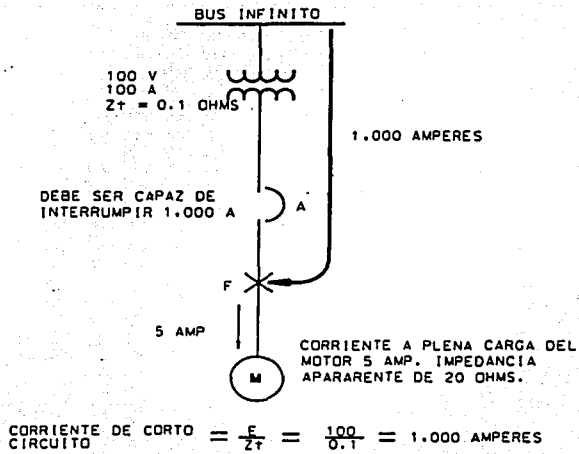 BUS INFINITO
100 V
100 A
Z+ = 0.1 OHMS
1.000 AMPERES
DEBE SER CAPAZ DE
INTERRUMPIR 1.000 A
A
F
5 AMP
CORRIENTE A PLENA CARGA DEL
MOTOR 5 AMP. IMPEDANCIA
APARARENTE DE 20 OHMS.
M
CORRIENTE DE CORTO CIRCUITO = E/Z+ = 100/0.1 = 1.000 AMPERES